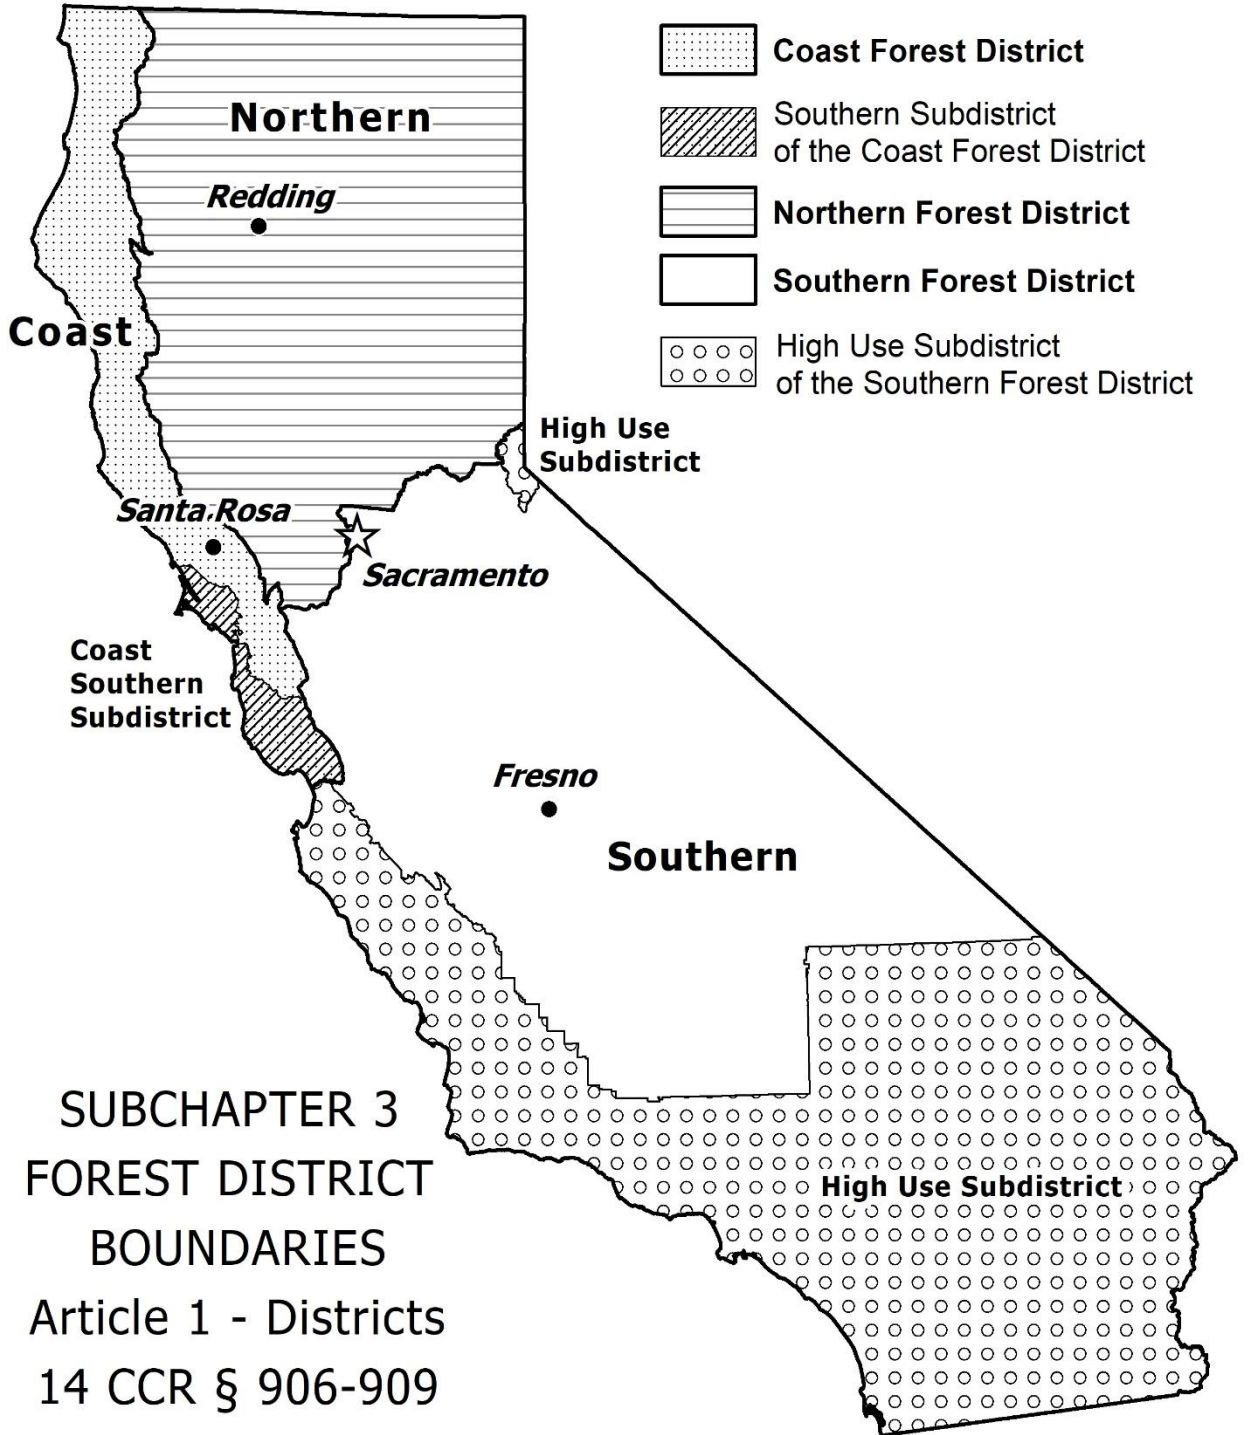 Coast Forest District
Southern Subdistrict
of the Coast Forest District
Northern Forest District
Southern Forest District
High Use Subdistrict
of the Southern Forest District
Northern
Redding
Coast
High Use
Subdistrict
Santa Rosa
Sacramento
Coast
Southern
Subdistrict
Fresno
Southern
High Use Subdistrict
SUBCHAPTER 3
FOREST DISTRICT
BOUNDARIES
Article 1 - Districts
14 CCR § 906-909